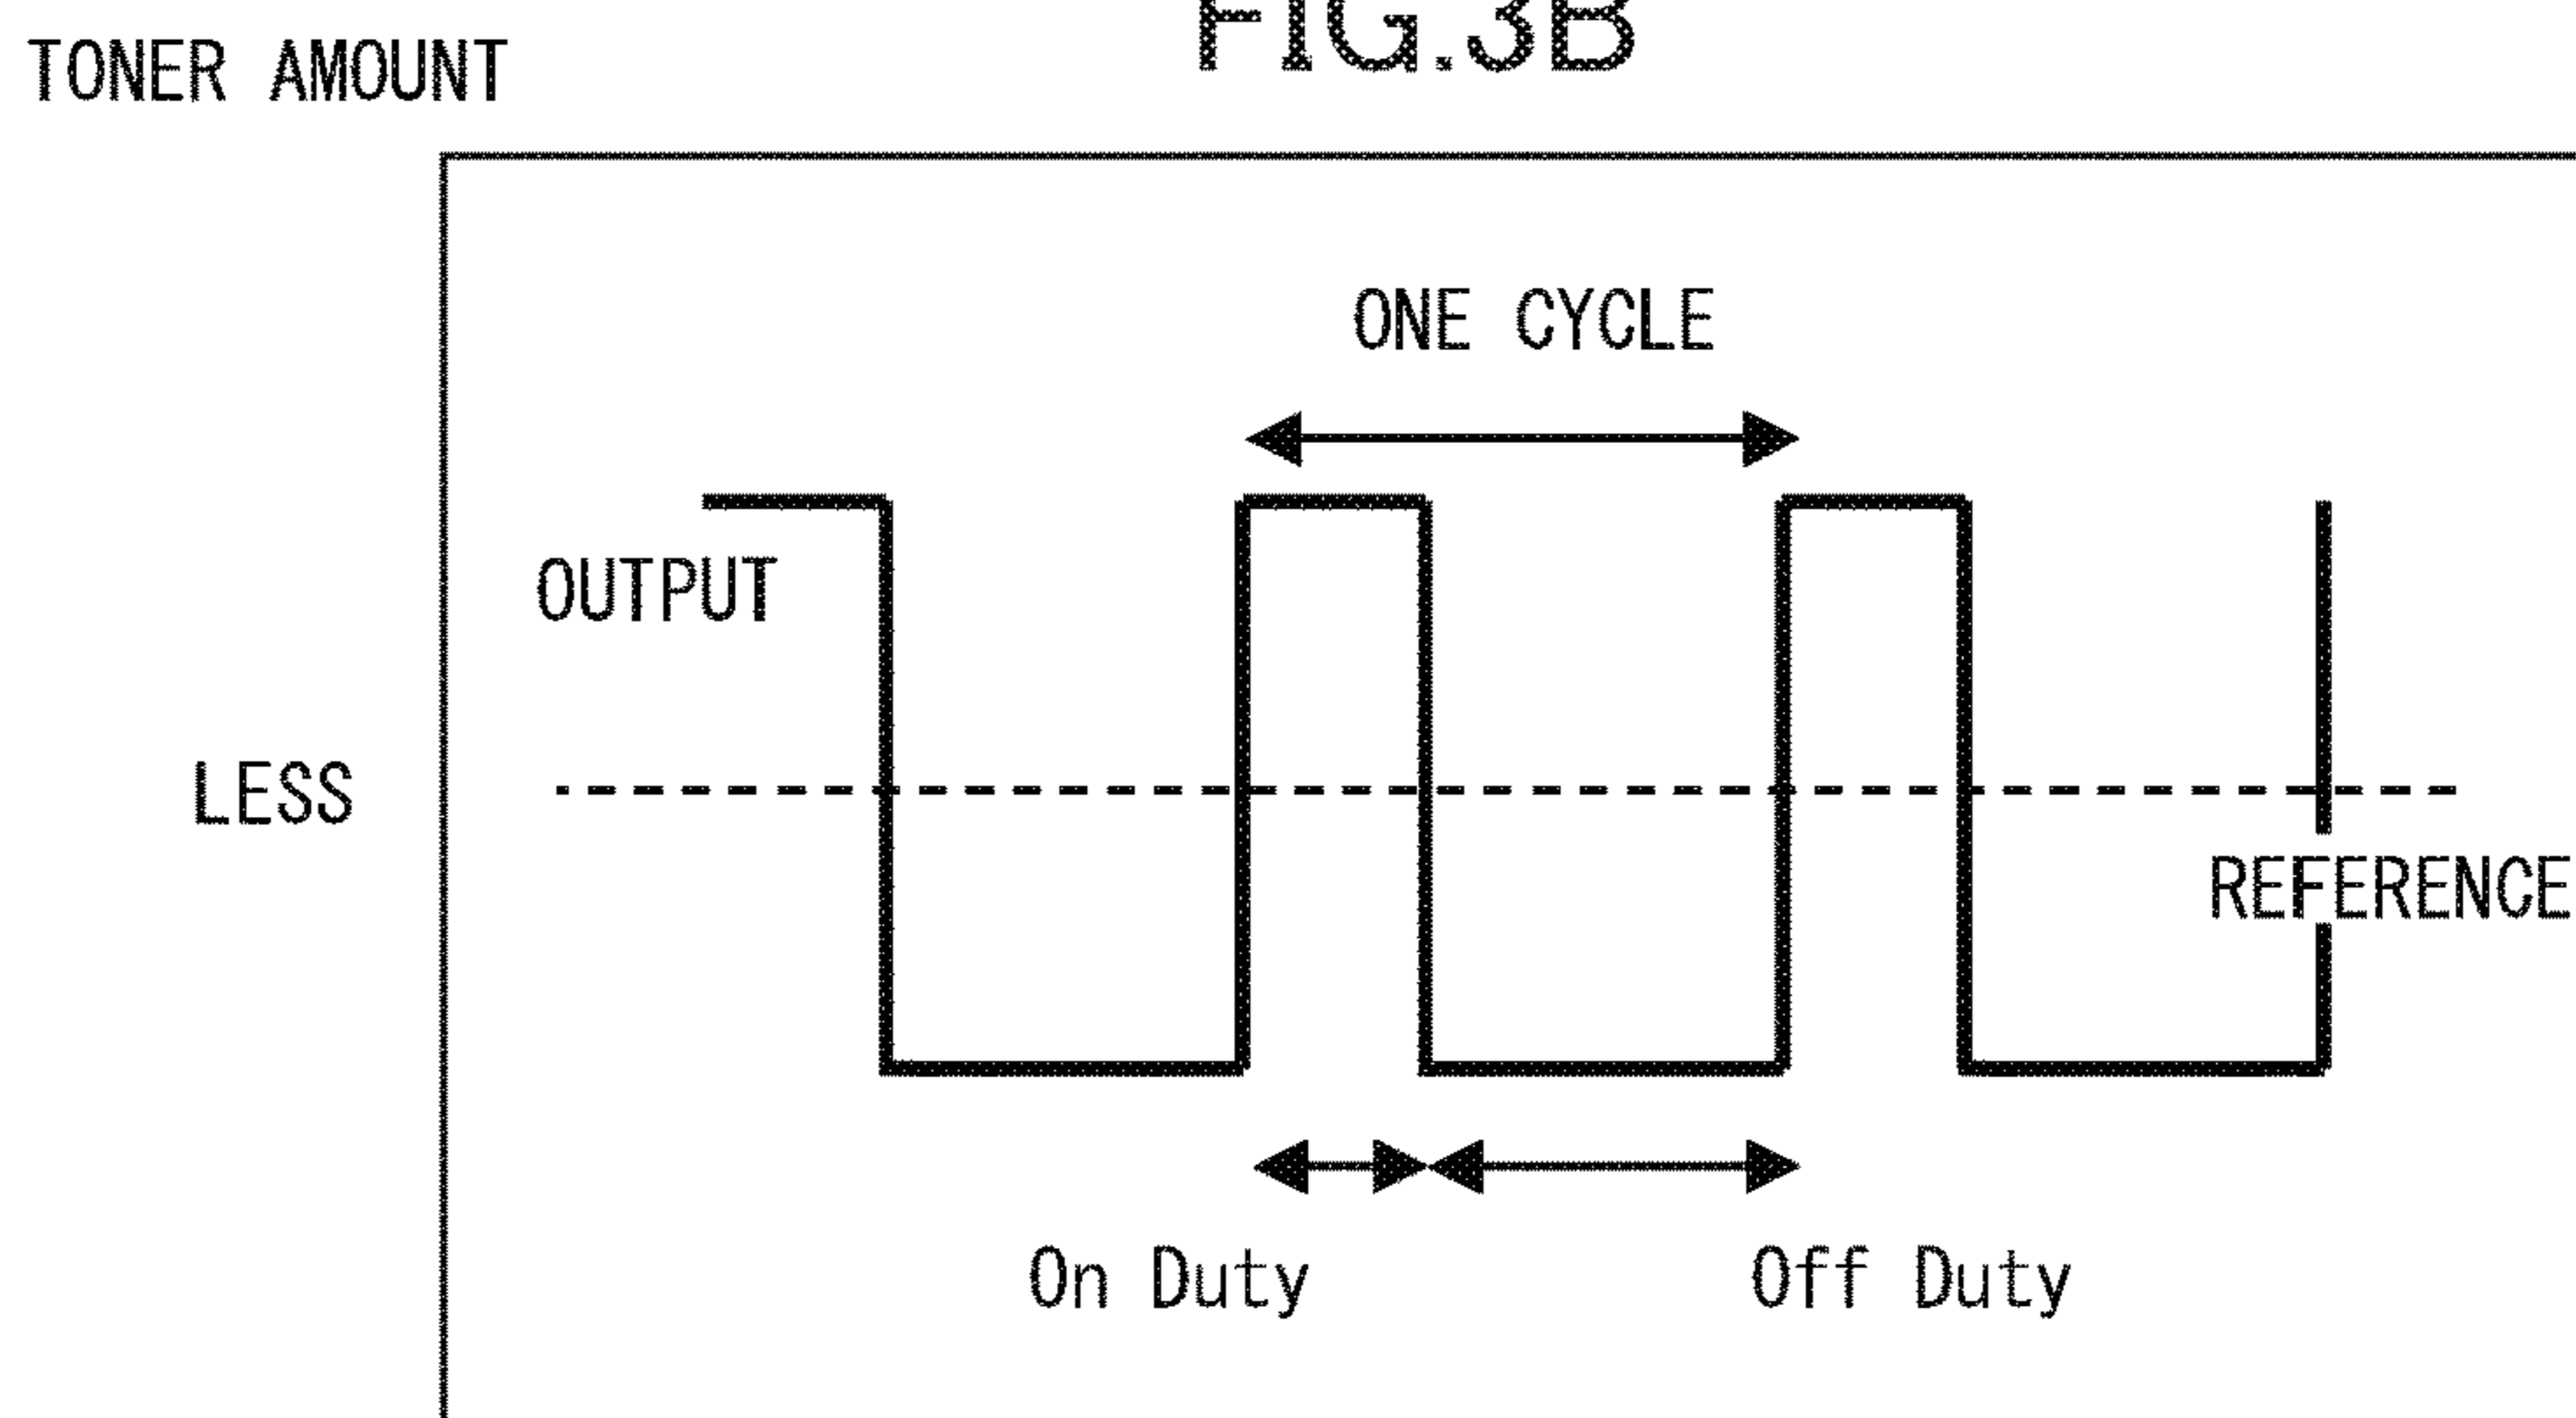 FIG.3B
TONER AMOUNT
ONE CYCLE
OUTPUT
LESS
REFERENCE
On Duty
Off Duty